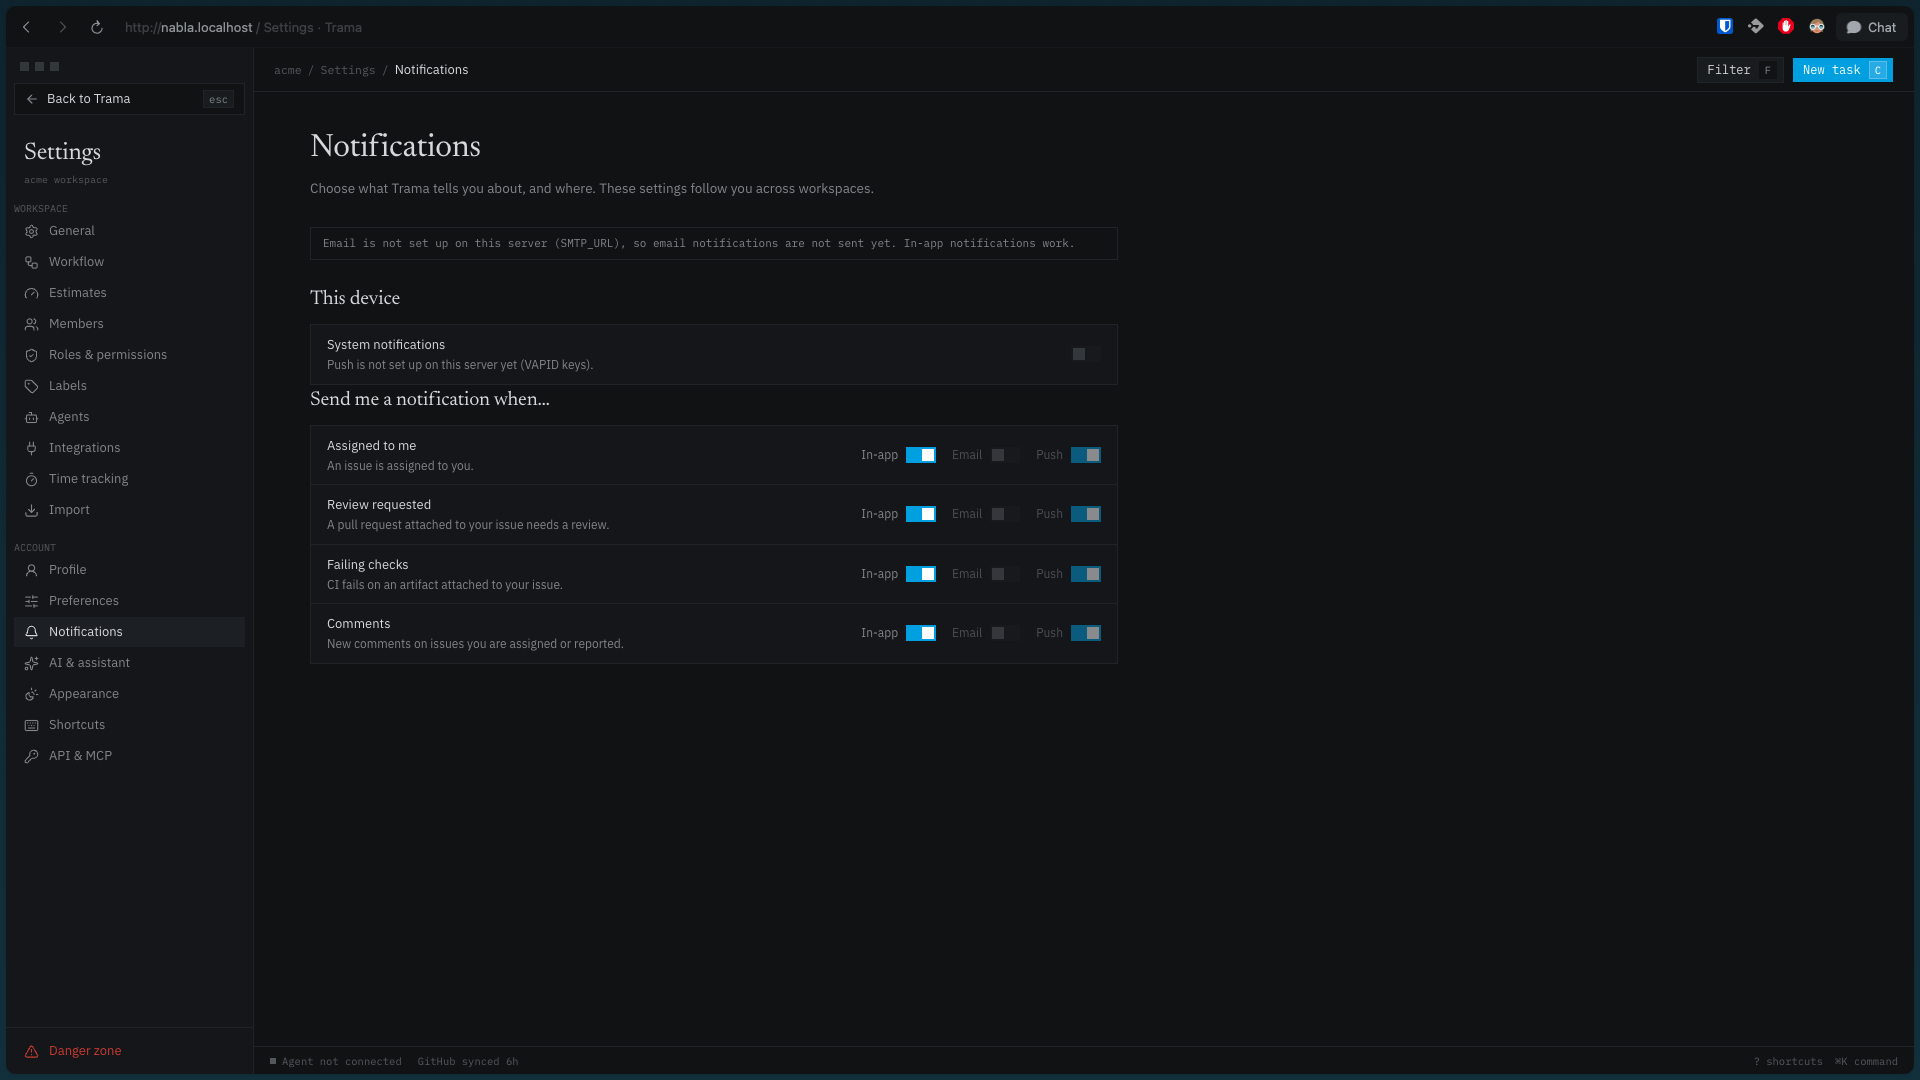 http://nabla.localhost / Settings · Trama
Chat
Back to Trama esc
Settings
acme workspace
WORKSPACE
General
Workflow
Estimates
Members
Roles & permissions
Labels
Agents
Integrations
Time tracking
Import
ACCOUNT
Profile
Preferences
Notifications
AI & assistant
Appearance
Shortcuts
API & MCP
Danger zone
acme / Settings / Notifications
Filter F
New task C
Notifications
Choose what Trama tells you about, and where. These settings follow you across workspaces.
Email is not set up on this server (SMTP_URL), so email notifications are not sent yet. In-app notifications work.
This device
System notifications
Push is not set up on this server yet (VAPID keys).
Send me a notification when…
Assigned to me
An issue is assigned to you.
In-app Email Push
Review requested
A pull request attached to your issue needs a review.
In-app Email Push
Failing checks
CI fails on an artifact attached to your issue.
In-app Email Push
Comments
New comments on issues you are assigned or reported.
In-app Email Push
Agent not connected GitHub synced 6h
? shortcuts ⌘K command